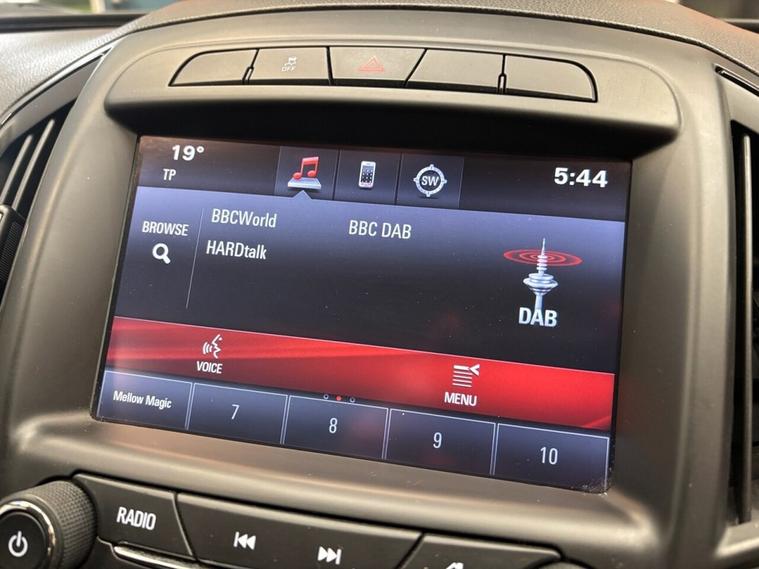 OFF
19°
TP
SW
5:44
BROWSE
BBCWorld
BBC DAB
HARDtalk
DAB
VOICE
MENU
Mellow Magic
7
8
9
10
RADIO